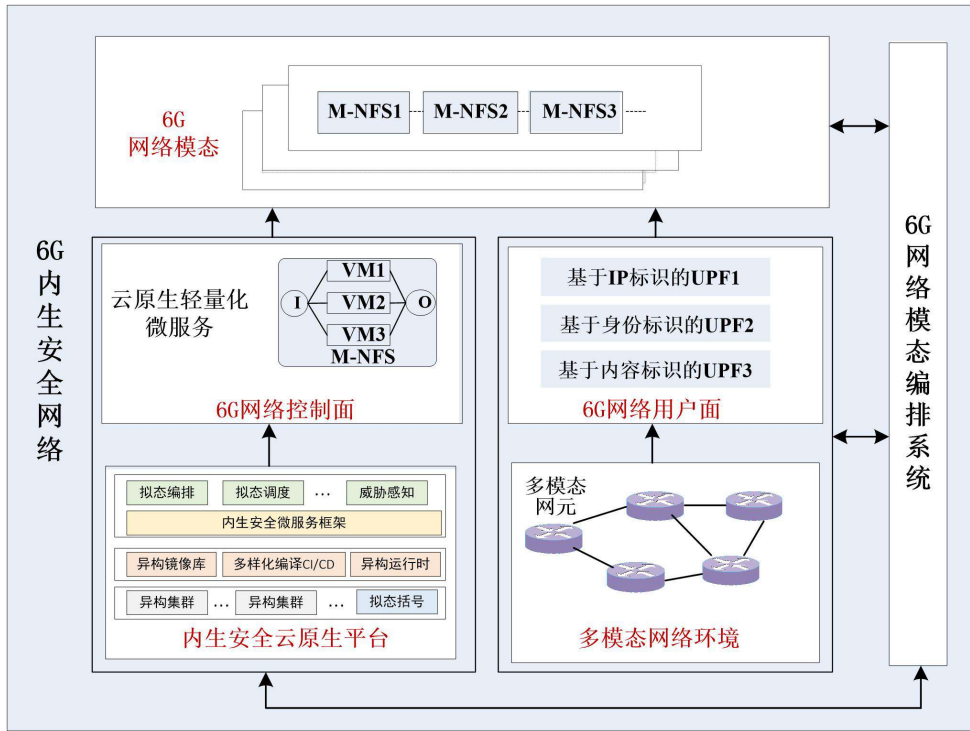 M-NFS1
M-NFS2
M-NFS3
6G
网络模态
6G内生安全网络
6G网络模态编排系统
云原生轻量化
微服务
VM1
I
VM2
O
VM3
M-NFS
6G网络控制面
基于IP标识的UPF1
基于身份标识的UPF2
基于内容标识的UPF3
6G网络用户面
拟态编排
拟态调度
...
威胁感知
内生安全微服务框架
异构镜像库
多样化编译CI/CD
异构运行时
异构集群
...
异构集群
...
拟态括号
内生安全云原生平台
多模态
网元
多模态网络环境